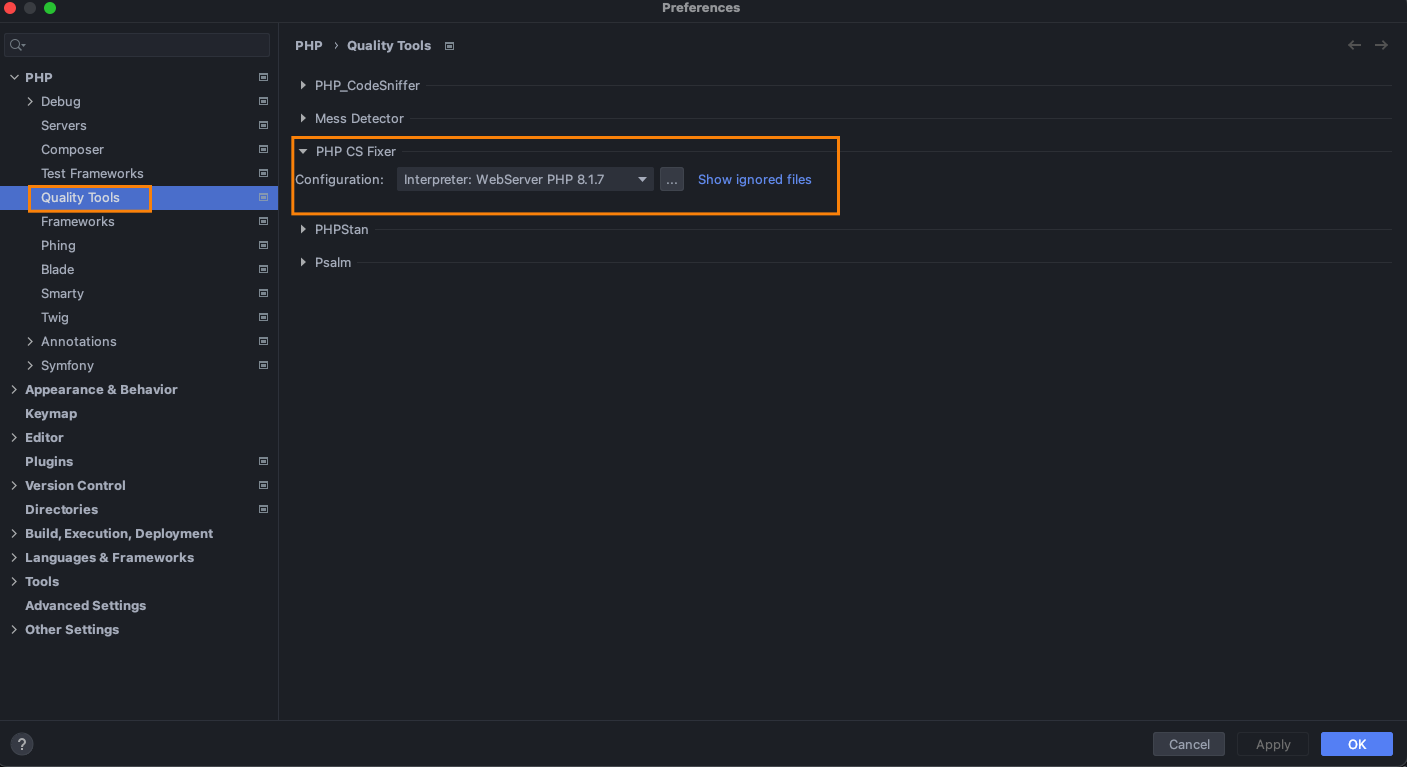 Preferences
PHP
Debug
Servers
Composer
Test Frameworks
Quality Tools
Frameworks
Phing
Blade
Smarty
Twig
Annotations
Symfony
Appearance & Behavior
Keymap
Editor
Plugins
Version Control
Directories
Build, Execution, Deployment
Languages & Frameworks
Tools
Advanced Settings
Other Settings
PHP › Quality Tools
PHP_CodeSniffer
Mess Detector
PHP CS Fixer
Configuration: Interpreter: WebServer PHP 8.1.7 ... Show ignored files
PHPStan
Psalm
? Cancel Apply OK